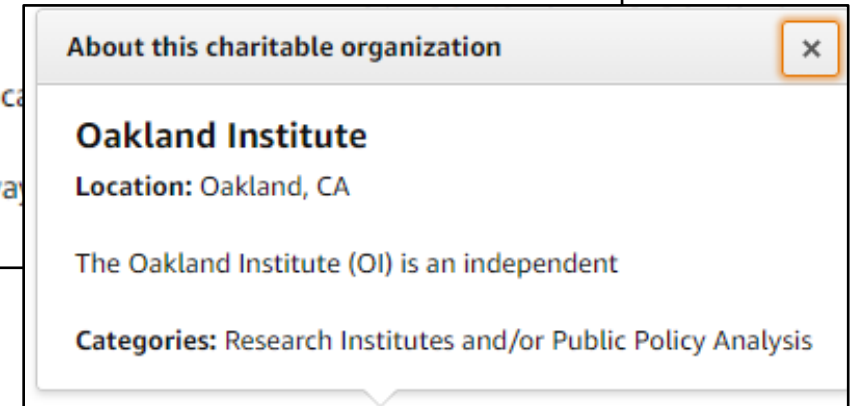 About this charitable organization
Oakland Institute
Location: Oakland, CA
The Oakland Institute (OI) is an independent
Categories: Research Institutes and/or Public Policy Analysis